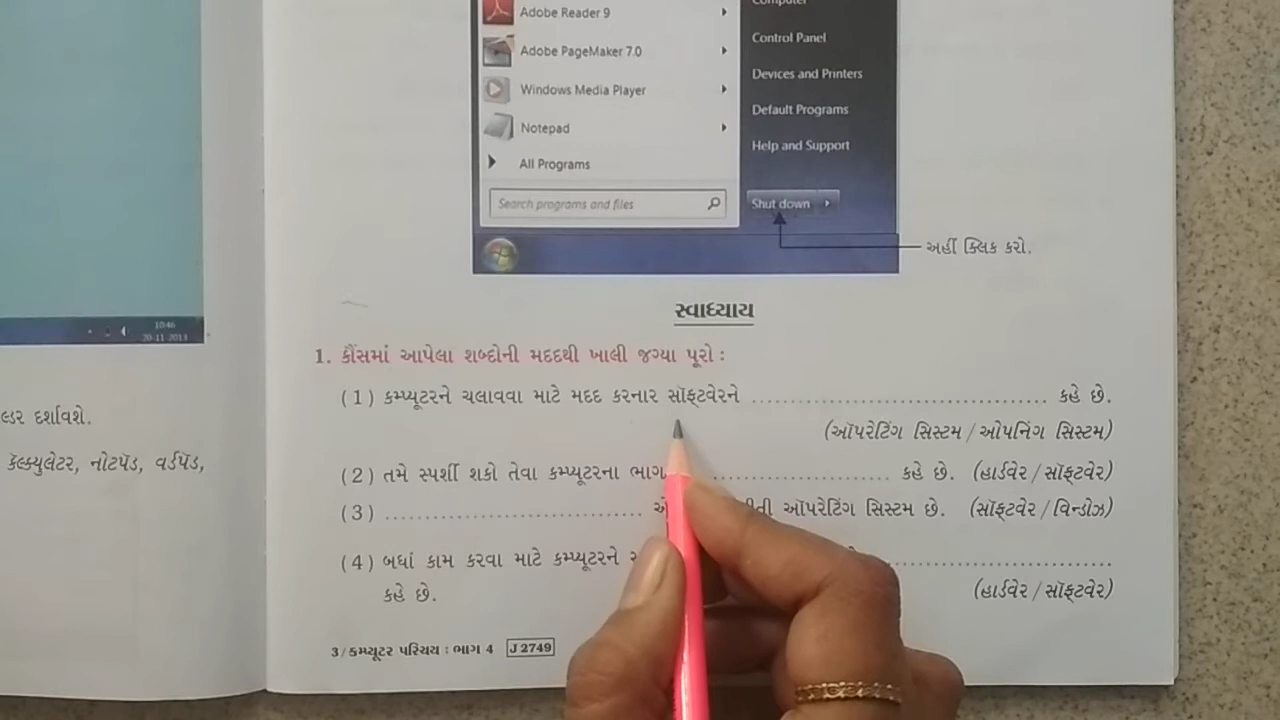 Adobe Reader 9
Computer
Adobe PageMaker 7.0
Control Panel
Windows Media Player
Devices and Printers
Notepad
Default Programs
All Programs
Help and Support
Search programs and files
Shut down
અહીં ક્લિક કરો.
10:46
20-11-2013
લ્ડર દર્શાવશે.
કૅલ્ક્યુલેટર, નોટપૅડ, વર્ડપૅડ,
સ્વાધ્યાય
1. કૌંસમાં આપેલા શબ્દોની મદદથી ખાલી જગ્યા પૂરો :
(1) કમ્પ્યૂટરને ચલાવવા માટે મદદ કરનાર સૉફ્ટવેરને ........................................ કહે છે.
(ઑપરેટિંગ સિસ્ટમ / ઓપનિંગ સિસ્ટમ)
(2) તમે સ્પર્શી શકો તેવા કમ્પ્યૂટરના ભાગ ........................ કહે છે. (હાર્ડવેર / સૉફ્ટવેર)
(3) .................................. ઑપરેટિંગ સિસ્ટમ છે. (સૉફ્ટવેર / વિન્ડોઝ)
(4) બધાં કામ કરવા માટે કમ્પ્યૂટરને ..............................
કહે છે. (હાર્ડવેર / સૉફ્ટવેર)
3/કમ્પ્યૂટર પરિચય : ભાગ 4 J 2749